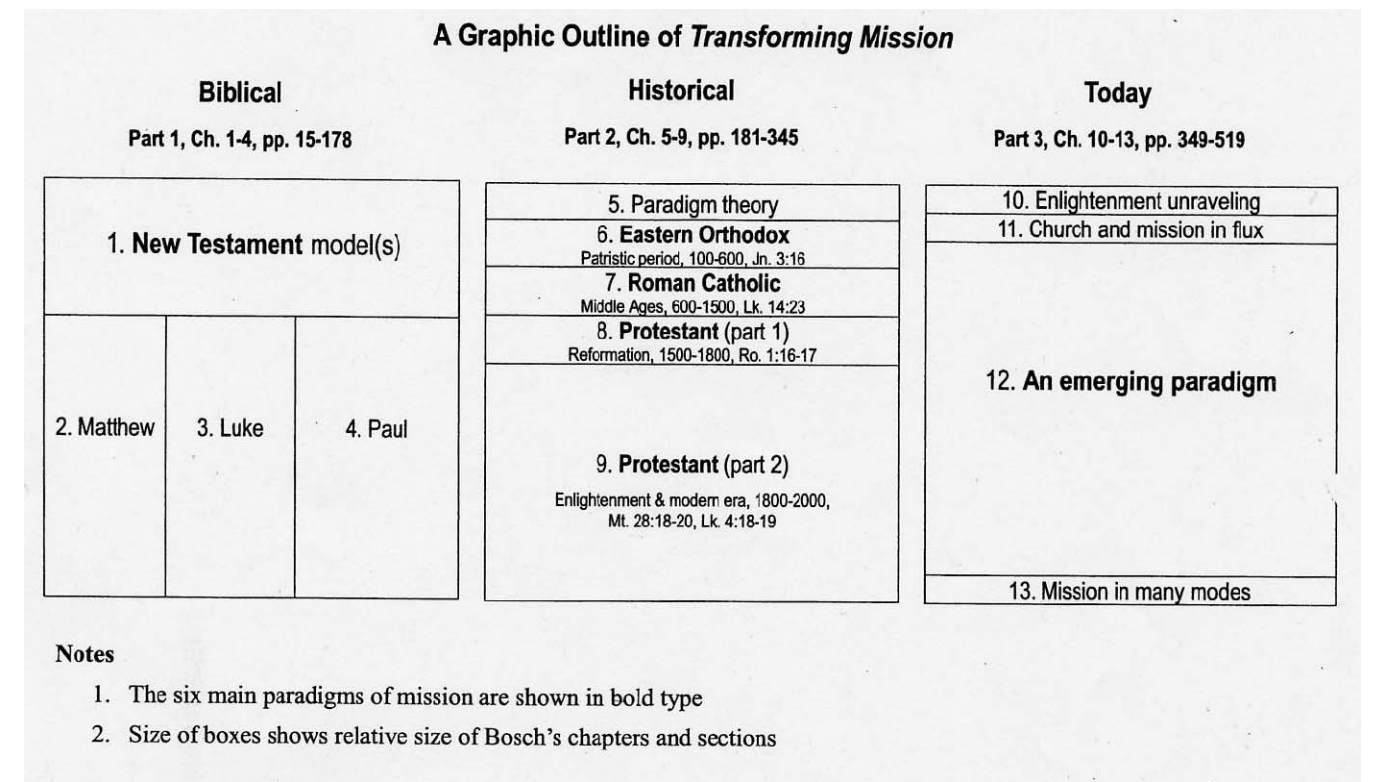 A Graphic Outline of Transforming Mission
Biblical
Part 1, Ch. 1-4, pp. 15-178
1. New Testament model(s)
2. Matthew
3. Luke
4. Paul
Historical
Part 2, Ch. 5-9, pp. 181-345
5. Paradigm theory
6. Eastern Orthodox
Patristic period, 100-600, Jn. 3:16
7. Roman Catholic
Middle Ages, 600-1500, Lk. 14:23
8. Protestant (part 1)
Reformation, 1500-1800, Ro. 1:16-17
9. Protestant (part 2)
Enlightenment & modern era, 1800-2000,
Mt. 28:18-20, Lk. 4:18-19
Today
Part 3, Ch. 10-13, pp. 349-519
10. Enlightenment unraveling
11. Church and mission in flux
12. An emerging paradigm
13. Mission in many modes
Notes
1. The six main paradigms of mission are shown in bold type
2. Size of boxes shows relative size of Bosch's chapters and sections